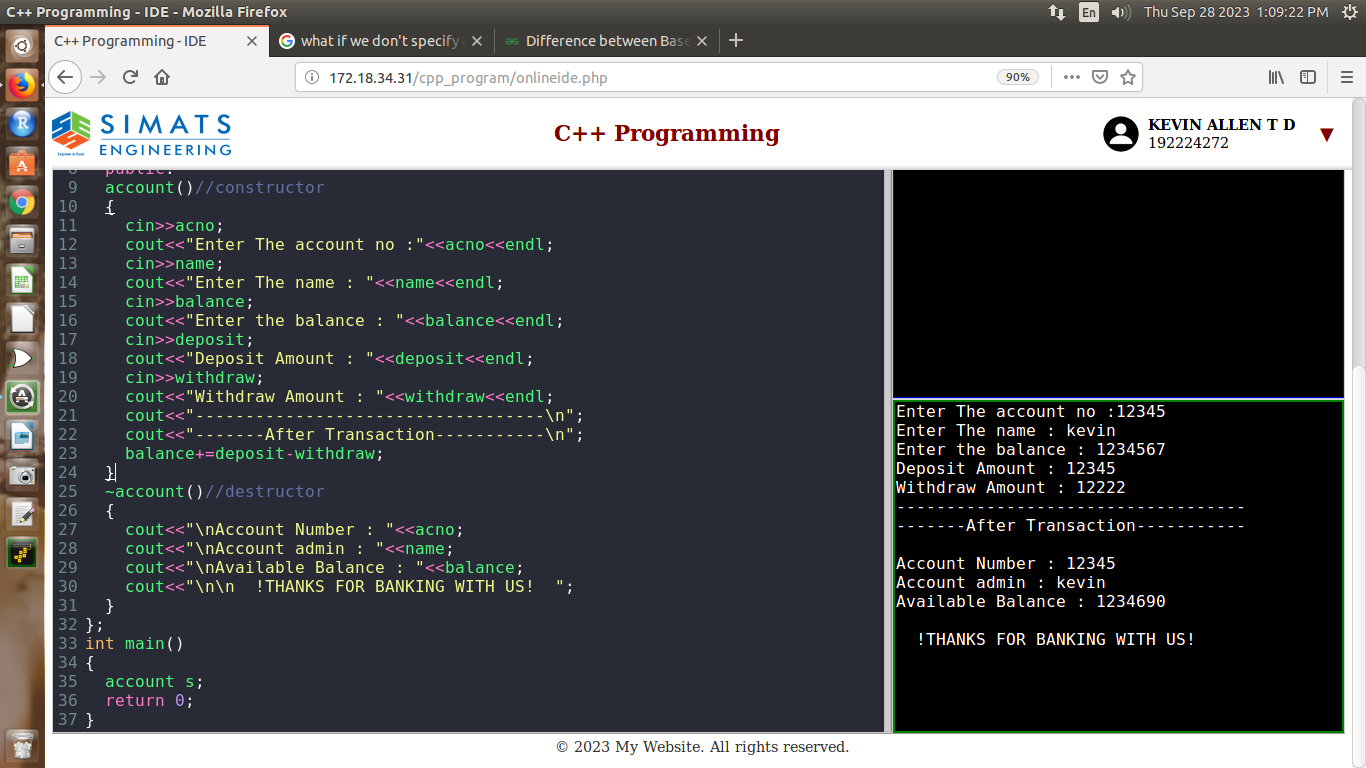 C++ Programming - IDE - Mozilla Firefox
En
Thu Sep 28 2023 1:09:22 PM
C++ Programming - IDE
what if we don't specify
Difference between Base
172.18.34.31/cpp_program/onlineide.php
90%
SIMATS
ENGINEERING
Engineer to Excel
C++ Programming
KEVIN ALLEN T D
192224272
8 public:
9 account()//constructor
10 {
11 cin>>acno;
12 cout<<"Enter The account no :"<<acno<<endl;
13 cin>>name;
14 cout<<"Enter The name : "<<name<<endl;
15 cin>>balance;
16 cout<<"Enter the balance : "<<balance<<endl;
17 cin>>deposit;
18 cout<<"Deposit Amount : "<<deposit<<endl;
19 cin>>withdraw;
20 cout<<"Withdraw Amount : "<<withdraw<<endl;
21 cout<<"-----------------------------------\n";
22 cout<<"-------After Transaction-----------\n";
23 balance+=deposit-withdraw;
24 }
25 ~account()//destructor
26 {
27 cout<<"\nAccount Number : "<<acno;
28 cout<<"\nAccount admin : "<<name;
29 cout<<"\nAvailable Balance : "<<balance;
30 cout<<"\n\n  !THANKS FOR BANKING WITH US!  ";
31 }
32 };
33 int main()
34 {
35 account s;
36 return 0;
37 }
Enter The account no :12345
Enter The name : kevin
Enter the balance : 1234567
Deposit Amount : 12345
Withdraw Amount : 12222
-----------------------------------
-------After Transaction-----------
Account Number : 12345
Account admin : kevin
Available Balance : 1234690
!THANKS FOR BANKING WITH US!
© 2023 My Website. All rights reserved.